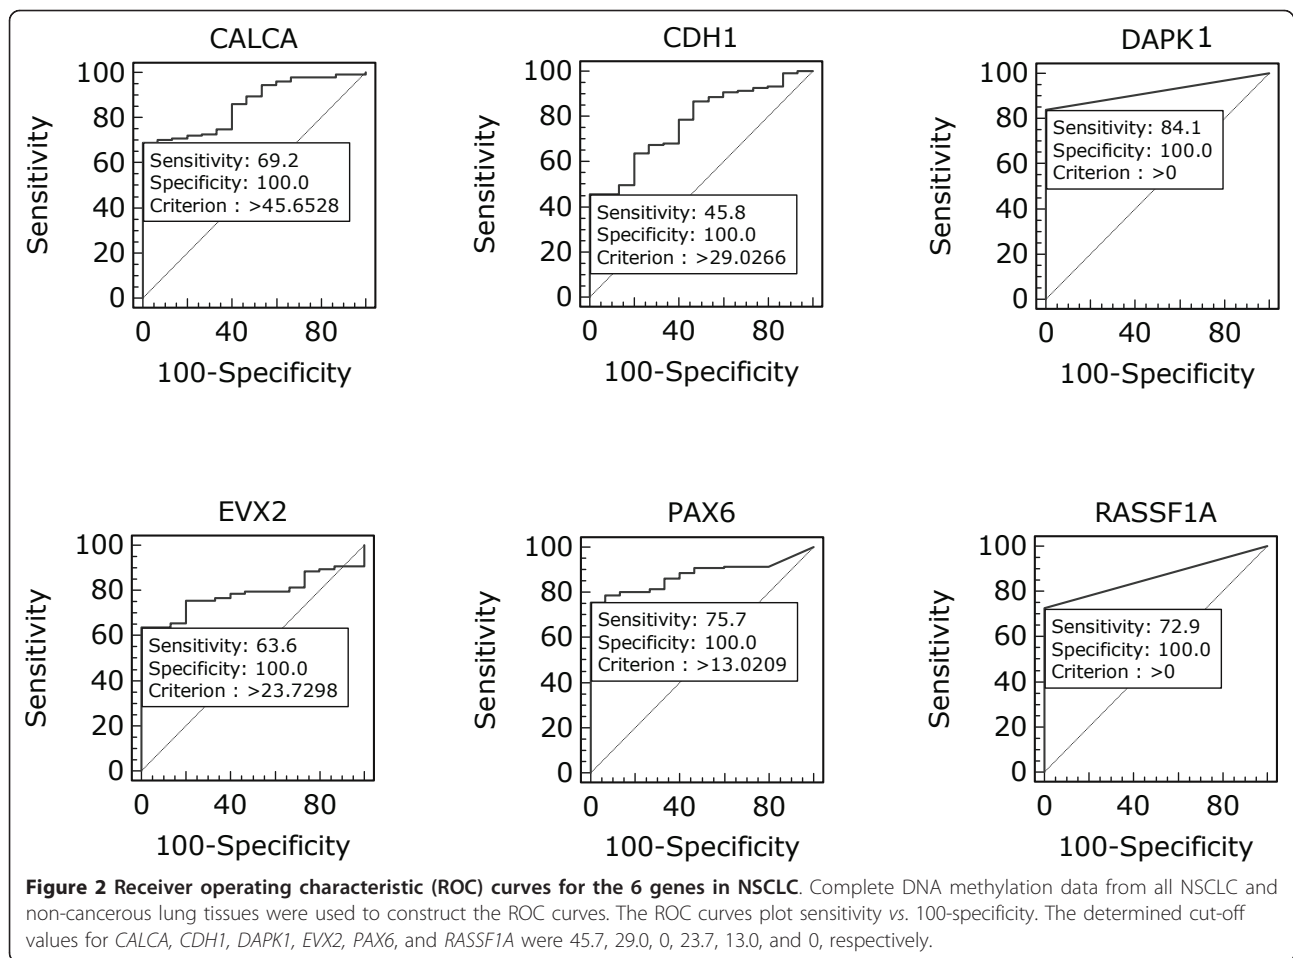 CALCA
Sensitivity
100
80
60
40
20
0
Sensitivity: 69.2
Specificity: 100.0
Criterion : >45.6528
0 40 80
100-Specificity
CDH1
Sensitivity
100
80
60
40
20
0
Sensitivity: 45.8
Specificity: 100.0
Criterion : >29.0266
0 40 80
100-Specificity
DAPK1
Sensitivity
100
80
60
40
20
0
Sensitivity: 84.1
Specificity: 100.0
Criterion : >0
0 40 80
100-Specificity
EVX2
Sensitivity
100
80
60
40
20
0
Sensitivity: 63.6
Specificity: 100.0
Criterion : >23.7298
0 40 80
100-Specificity
PAX6
Sensitivity
100
80
60
40
20
0
Sensitivity: 75.7
Specificity: 100.0
Criterion : >13.0209
0 40 80
100-Specificity
RASSF1A
Sensitivity
100
80
60
40
20
0
Sensitivity: 72.9
Specificity: 100.0
Criterion : >0
0 40 80
100-Specificity
Figure 2 Receiver operating characteristic (ROC) curves for the 6 genes in NSCLC. Complete DNA methylation data from all NSCLC and
non-cancerous lung tissues were used to construct the ROC curves. The ROC curves plot sensitivity vs. 100-specificity. The determined cut-off
values for CALCA, CDH1, DAPK1, EVX2, PAX6, and RASSF1A were 45.7, 29.0, 0, 23.7, 13.0, and 0, respectively.